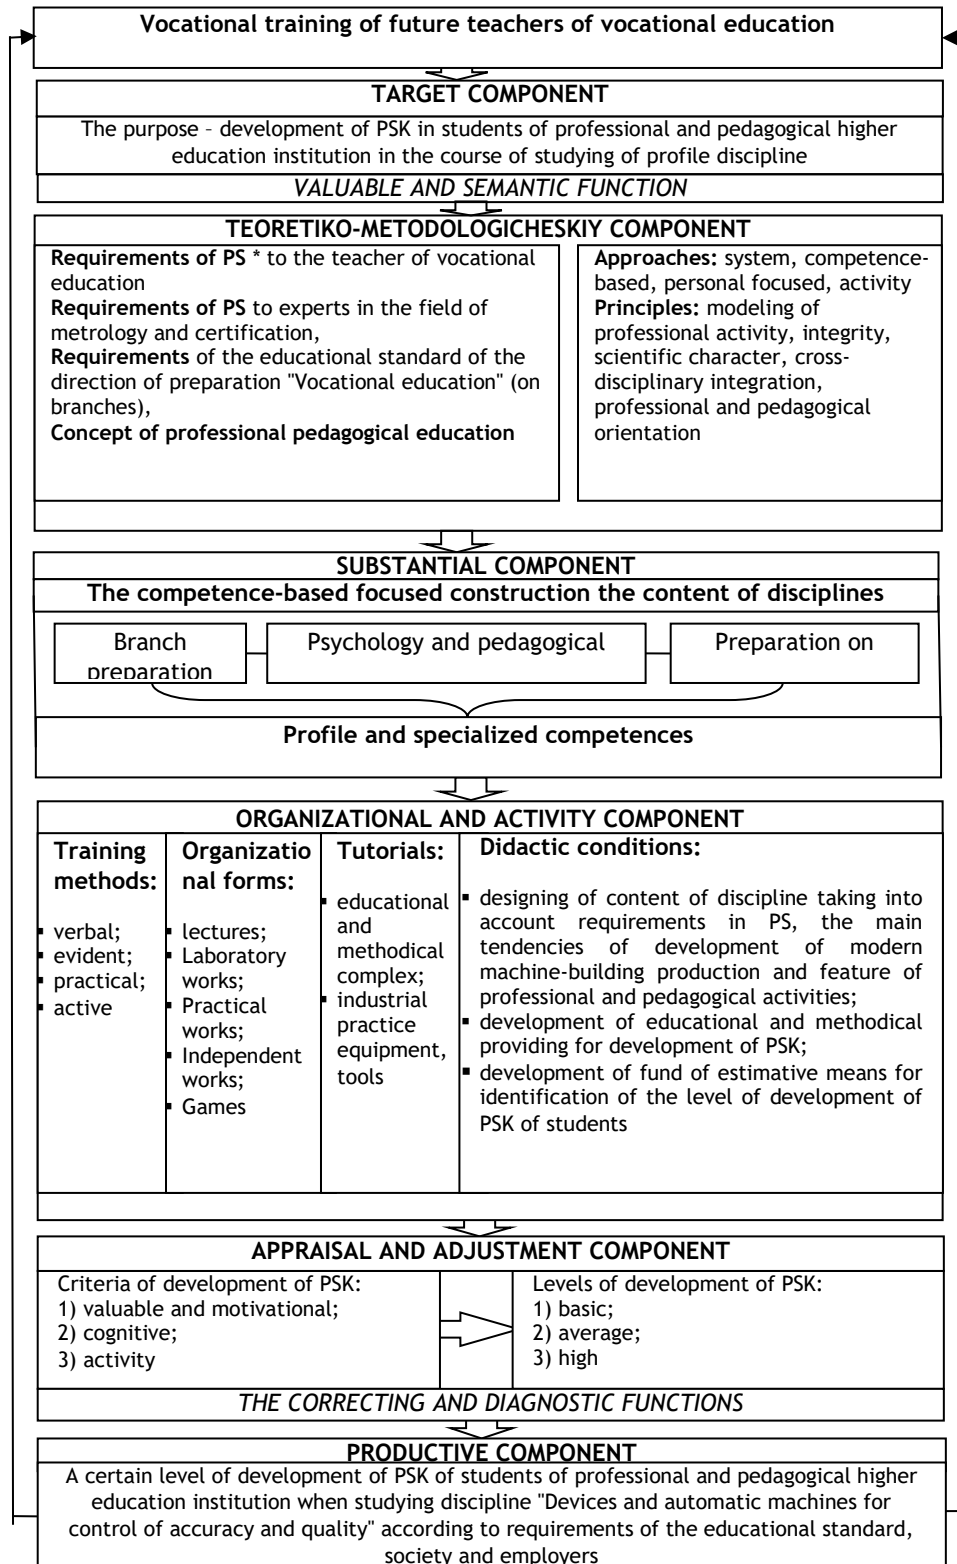 Vocational training of future teachers of vocational education
TARGET COMPONENT
The purpose – development of PSK in students of professional and pedagogical higher
education institution in the course of studying of profile discipline
VALUABLE AND SEMANTIC FUNCTION
TEORETIKO-METODOLOGICHESKIY COMPONENT
Requirements of PS * to the teacher of vocational
education
Requirements of PS to experts in the field of
metrology and certification,
Requirements of the educational standard of the
direction of preparation "Vocational education" (on
branches),
Concept of professional pedagogical education
Approaches: system, competence-
based, personal focused, activity
Principles: modeling of
professional activity, integrity,
scientific character, cross-
disciplinary integration,
professional and pedagogical
orientation
SUBSTANTIAL COMPONENT
The competence-based focused construction the content of disciplines
Branch
preparation
Psychology and pedagogical
Preparation on
Profile and specialized competences
ORGANIZATIONAL AND ACTIVITY COMPONENT
Training
methods:
▪ verbal;
▪ evident;
▪ practical;
▪ active
Organizatio
nal forms:
▪ lectures;
▪ Laboratory
works;
▪ Practical
works;
▪ Independent
works;
▪ Games
Tutorials:
▪ educational
and
methodical
complex;
▪ industrial
practice
equipment,
tools
Didactic conditions:
▪ designing of content of discipline taking into
account requirements in PS, the main
tendencies of development of modern
machine-building production and feature of
professional and pedagogical activities;
▪ development of educational and methodical
providing for development of PSK;
▪ development of fund of estimative means for
identification of the level of development of
PSK of students
APPRAISAL AND ADJUSTMENT COMPONENT
Criteria of development of PSK:
1) valuable and motivational;
2) cognitive;
3) activity
Levels of development of PSK:
1) basic;
2) average;
3) high
THE CORRECTING AND DIAGNOSTIC FUNCTIONS
PRODUCTIVE COMPONENT
A certain level of development of PSK of students of professional and pedagogical higher
education institution when studying discipline "Devices and automatic machines for
control of accuracy and quality" according to requirements of the educational standard,
society and employers